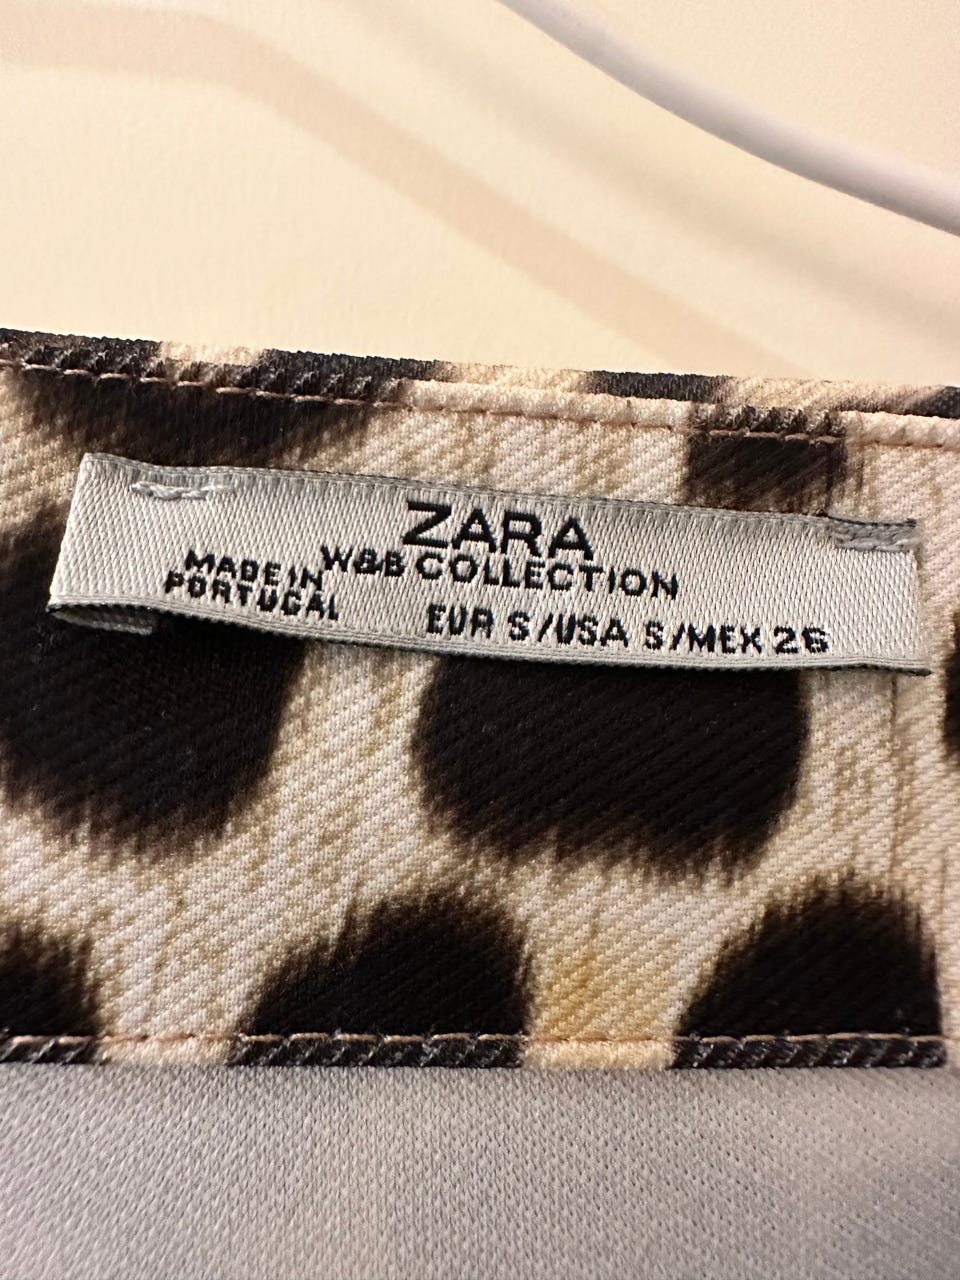 ZARA
W&B COLLECTION
MADE IN
PORTUGAL
EUR S/USA S/MEX 26